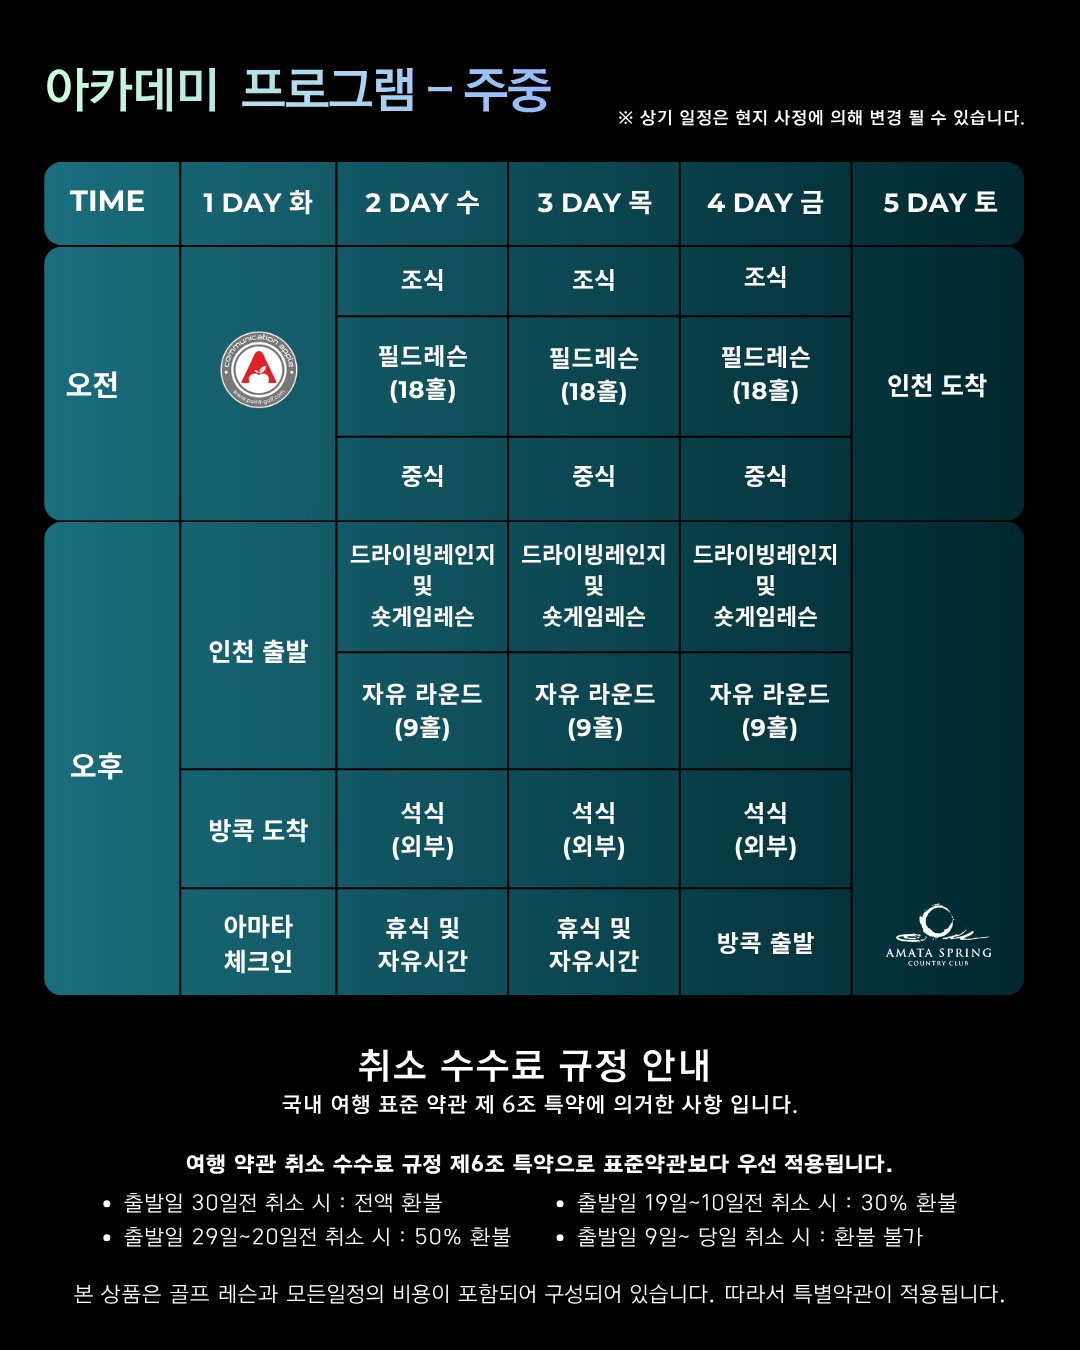 아카데미 프로그램 - 주중
※ 상기 일정은 현지 사정에 의해 변경 될 수 있습니다.
TIME
1 DAY 화
2 DAY 수
3 DAY 목
4 DAY 금
5 DAY 토
오전
communication apple
www.point-golf.com
조식
조식
조식
필드레슨
(18홀)
필드레슨
(18홀)
필드레슨
(18홀)
중식
중식
중식
인천 도착
오후
인천 출발
드라이빙레인지
및
숏게임레슨
드라이빙레인지
및
숏게임레슨
드라이빙레인지
및
숏게임레슨
자유 라운드
(9홀)
자유 라운드
(9홀)
자유 라운드
(9홀)
방콕 도착
석식
(외부)
석식
(외부)
석식
(외부)
아마타
체크인
휴식 및
자유시간
휴식 및
자유시간
방콕 출발
AMATA SPRING
COUNTRY CLUB
취소 수수료 규정 안내
국내 여행 표준 약관 제 6조 특약에 의거한 사항 입니다.
여행 약관 취소 수수료 규정 제6조 특약으로 표준약관보다 우선 적용됩니다.
• 출발일 30일전 취소 시 : 전액 환불
• 출발일 29일~20일전 취소 시 : 50% 환불
• 출발일 19일~10일전 취소 시 : 30% 환불
• 출발일 9일~ 당일 취소 시 : 환불 불가
본 상품은 골프 레슨과 모든일정의 비용이 포함되어 구성되어 있습니다. 따라서 특별약관이 적용됩니다.